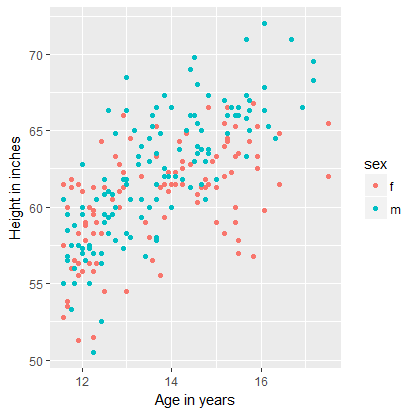 70
65
60
55
50
12 14 16
Age in years
Height in inches
sex
f
m